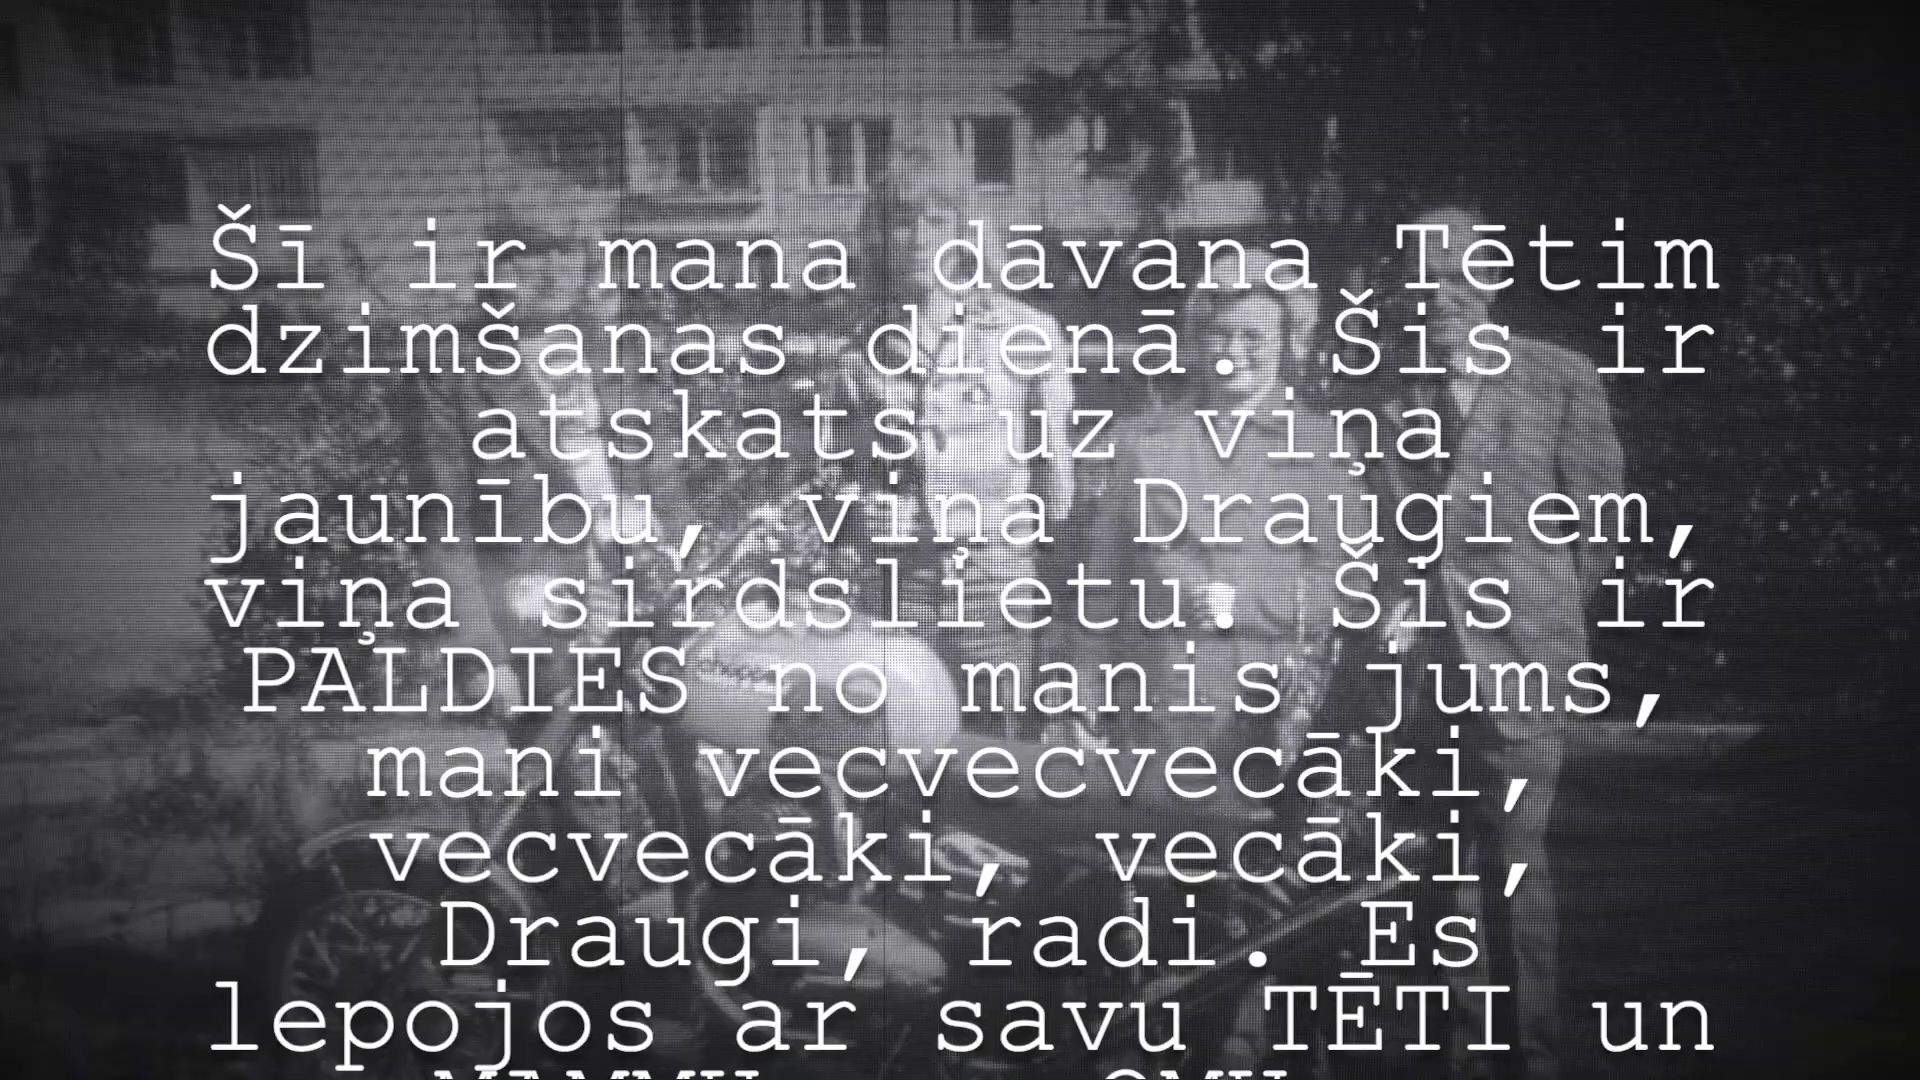 Šī ir mana dāvana Tētim
dzimšanas dienā. Šis ir
atskats uz viņa
jaunību, viņa Draugiem,
viņa sirdslietu. Šis ir
PALDIES no manis jums,
mani vecvecvecāki,
vecvecāki, vecāki,
Draugi, radi. Es
lepojos ar savu TĒTI un